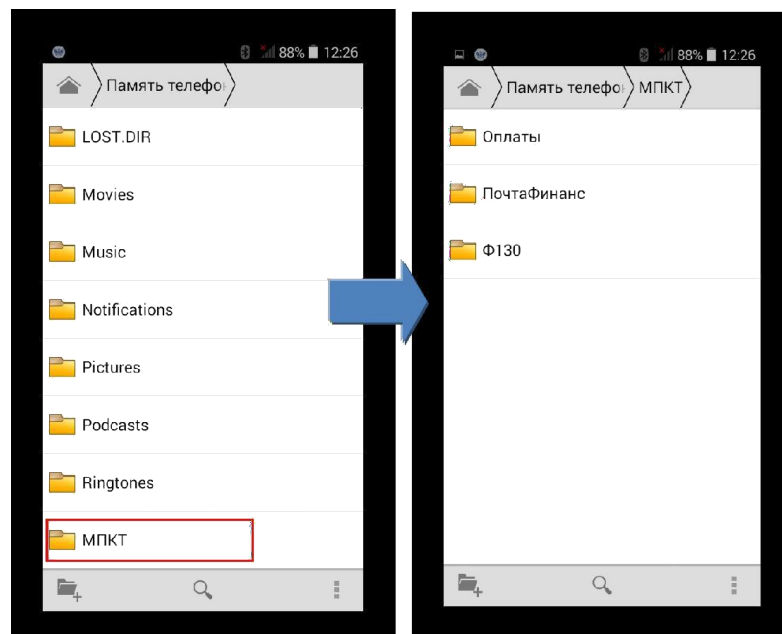 88% 12:26
Память телефо
LOST.DIR
Movies
Music
Notifications
Pictures
Podcasts
Ringtones
МПКТ
88% 12:26
Память телефо МПКТ
Оплаты
ПочтаФинанс
Ф130